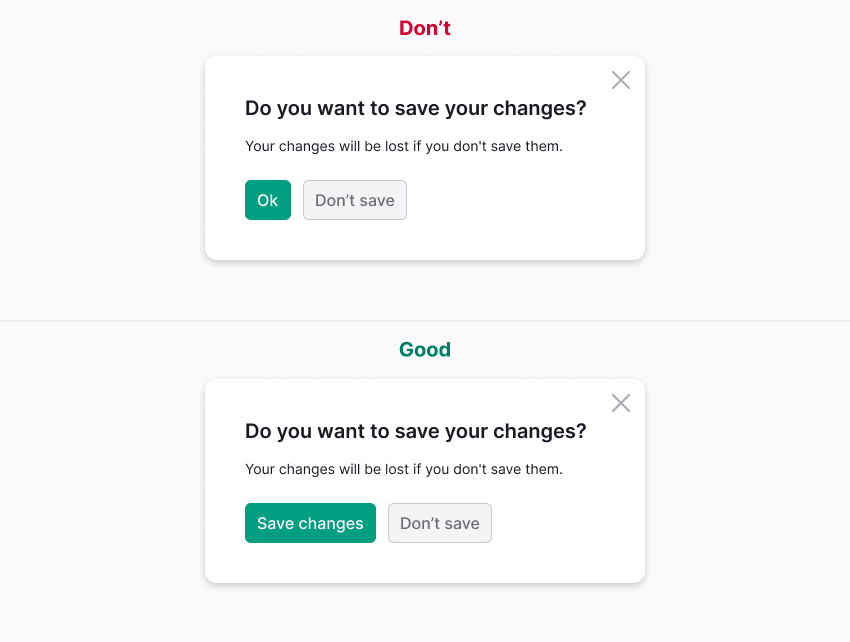 Don’t
Do you want to save your changes?
Your changes will be lost if you don't save them.
Ok
Don’t save
Good
Do you want to save your changes?
Your changes will be lost if you don't save them.
Save changes
Don’t save